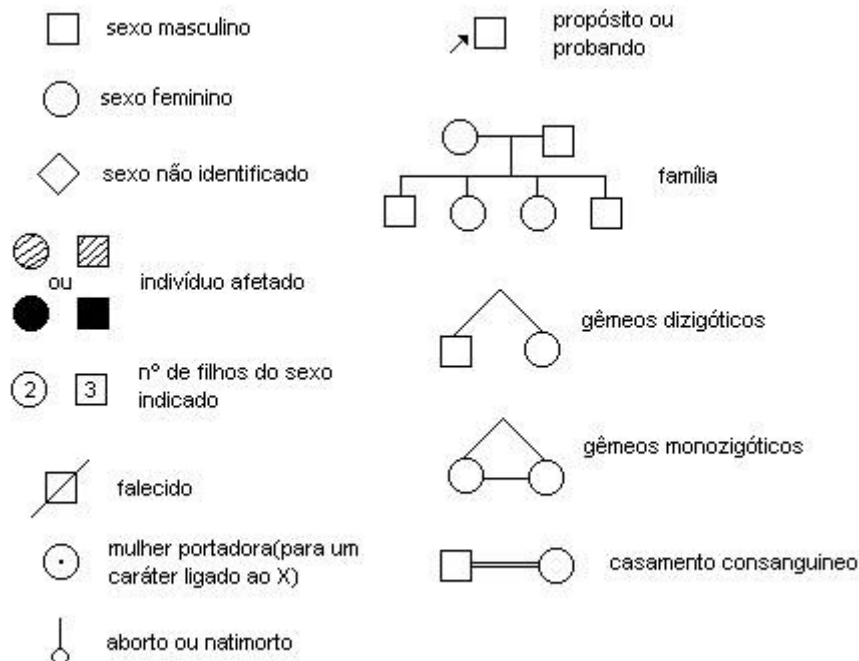 sexo masculino
sexo feminino
sexo não identificado
ou
indivíduo afetado
2
3
nº de filhos do sexo
indicado
falecido
mulher portadora(para um
caráter ligado ao X)
aborto ou natimorto
propósito ou
probando
família
gêmeos dizigóticos
gêmeos monozigóticos
casamento consanguineo